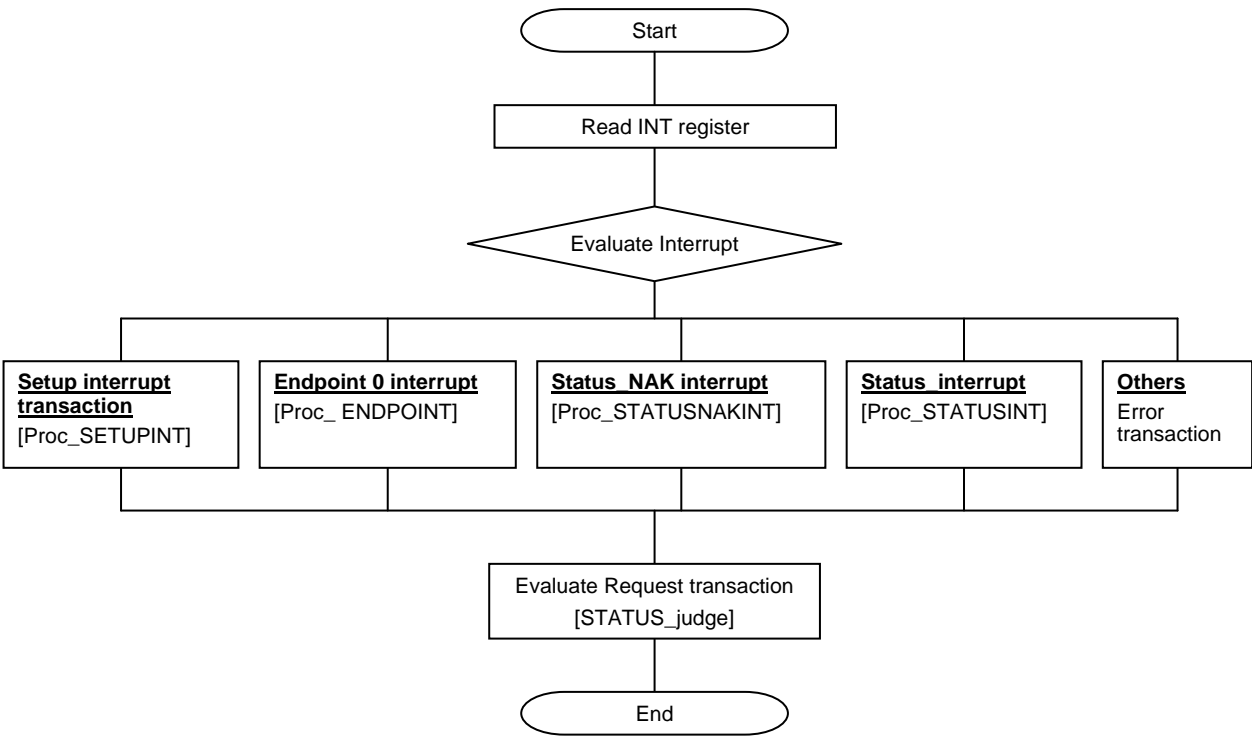 Start
Read INT register
Evaluate Interrupt
Setup interrupt
transaction
[Proc_SETUPINT]
Endpoint 0 interrupt
[Proc_ ENDPOINT]
Status_NAK interrupt
[Proc_STATUSNAKINT]
Status_interrupt
[Proc_STATUSINT]
Others
Error
transaction
Evaluate Request transaction
[STATUS_judge]
End